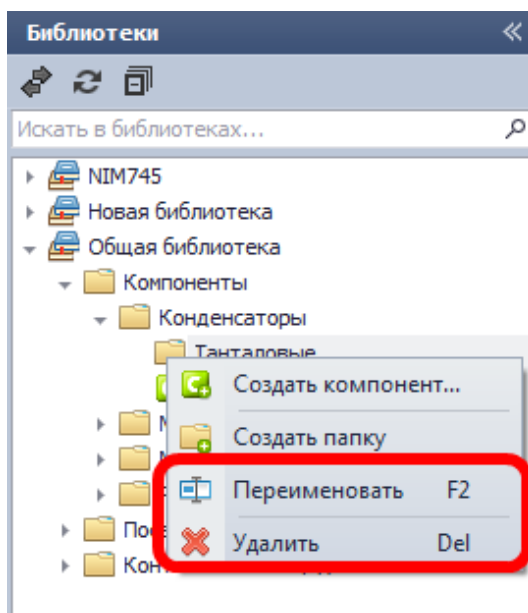 Библиотеки
Искать в библиотеках...
NIM745
Новая библиотека
Общая библиотека
Компоненты
Конденсаторы
Танталовые
Создать компонент...
Создать папку
Переименовать F2
Удалить Del